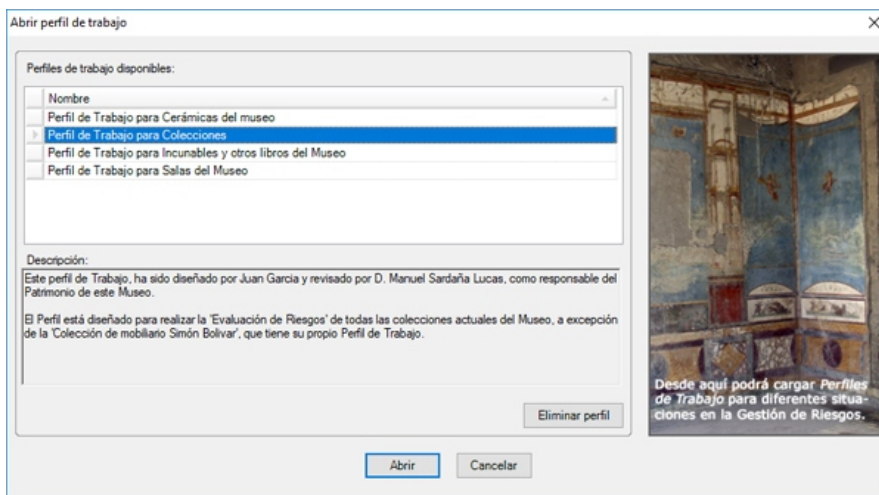 Abrir perfil de trabajo
Perfiles de trabajo disponibles:
Nombre
Perfil de Trabajo para Cerámicas del museo
Perfil de Trabajo para Colecciones
Perfil de Trabajo para Incunables y otros libros del Museo
Perfil de Trabajo para Salas del Museo
Descripción:
Este perfil de Trabajo, ha sido diseñado por Juan Garcia y revisado por D. Manuel Sardaña Lucas, como responsable del
Patrimonio de este Museo.
El Perfil está diseñado para realizar la 'Evaluación de Riesgos' de todas las colecciones actuales del Museo, a excepción
de la 'Colección de mobiliario Simón Bolivar', que tiene su propio Perfil de Trabajo.
Eliminar perfil
Desde aquí podrá cargar Perfiles
de Trabajo para diferentes situa-
ciones en la Gestión de Riesgos.
Abrir
Cancelar